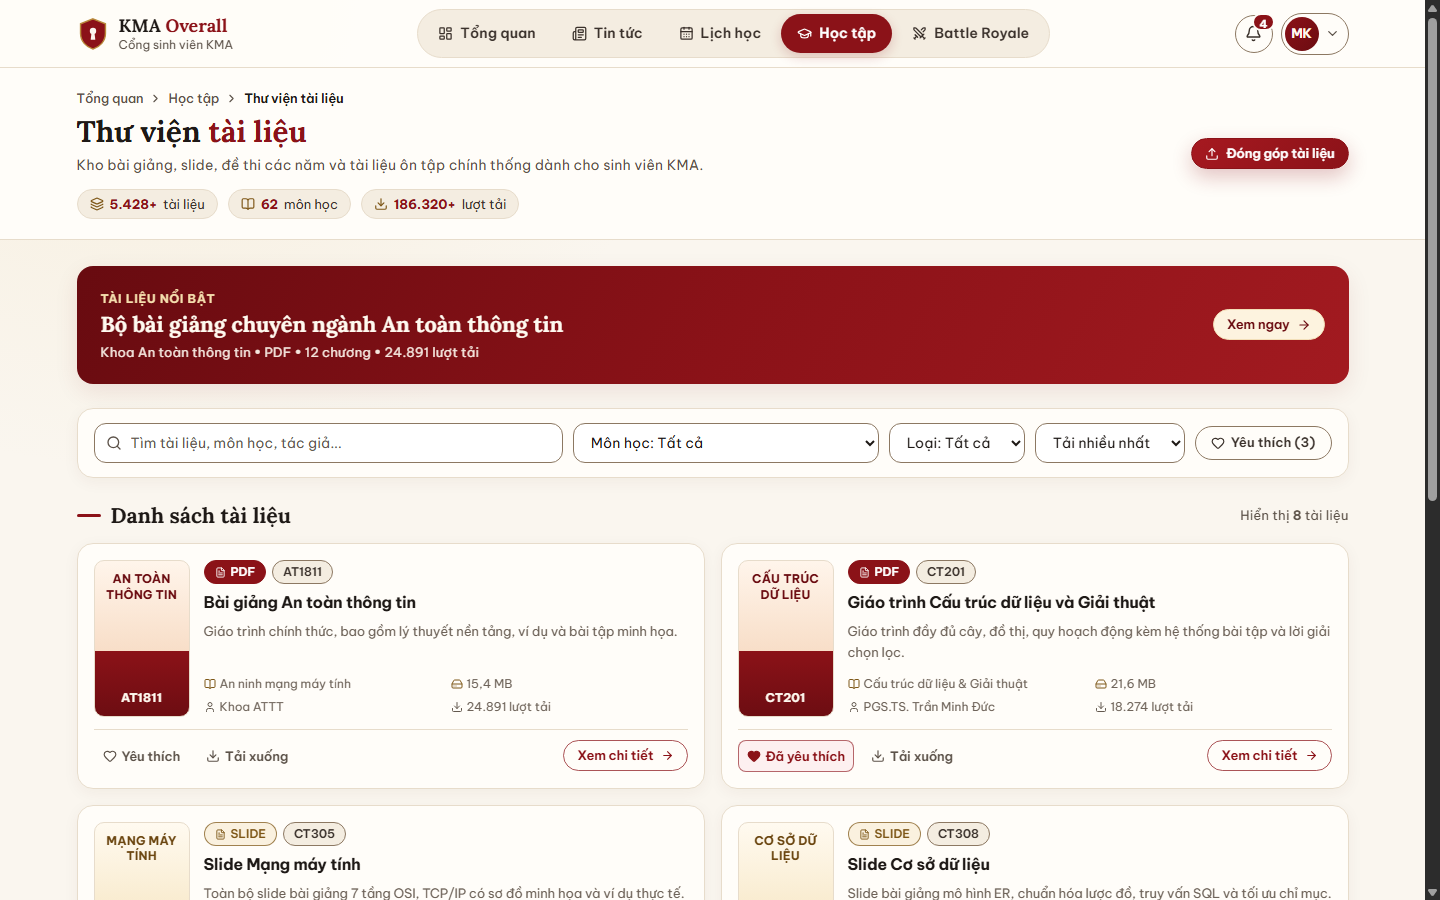 KMA Overall
Cổng sinh viên KMA
Tổng quan
Tin tức
Lịch học
Học tập
Battle Royale
4
MK
Tổng quan > Học tập > Thư viện tài liệu
Thư viện tài liệu
Kho bài giảng, slide, đề thi các năm và tài liệu ôn tập chính thống dành cho sinh viên KMA.
Đóng góp tài liệu
5.428+ tài liệu
62 môn học
186.320+ lượt tải
TÀI LIỆU NỔI BẬT
Bộ bài giảng chuyên ngành An toàn thông tin
Khoa An toàn thông tin • PDF • 12 chương • 24.891 lượt tải
Xem ngay
Tìm tài liệu, môn học, tác giả...
Môn học: Tất cả
Loại: Tất cả
Tải nhiều nhất
Yêu thích (3)
Danh sách tài liệu
Hiển thị 8 tài liệu
AN TOÀN
THÔNG TIN
AT1811
PDF
AT1811
Bài giảng An toàn thông tin
Giáo trình chính thức, bao gồm lý thuyết nền tảng, ví dụ và bài tập minh họa.
An ninh mạng máy tính
15,4 MB
Khoa ATTT
24.891 lượt tải
Yêu thích
Tải xuống
Xem chi tiết
CẤU TRÚC
DỮ LIỆU
CT201
PDF
CT201
Giáo trình Cấu trúc dữ liệu và Giải thuật
Giáo trình đầy đủ cây, đồ thị, quy hoạch động kèm hệ thống bài tập và lời giải
chọn lọc.
Cấu trúc dữ liệu & Giải thuật
21,6 MB
PGS.TS. Trần Minh Đức
18.274 lượt tải
Đã yêu thích
Tải xuống
Xem chi tiết
MẠNG MÁY
TÍNH
SLIDE
CT305
Slide Mạng máy tính
Toàn bộ slide bài giảng 7 tầng OSI, TCP/IP có sơ đồ minh họa và ví dụ thực tế.
CƠ SỞ DỮ
LIỆU
SLIDE
CT308
Slide Cơ sở dữ liệu
Slide bài giảng mô hình ER, chuẩn hóa lược đồ, truy vấn SQL và tối ưu chỉ mục.